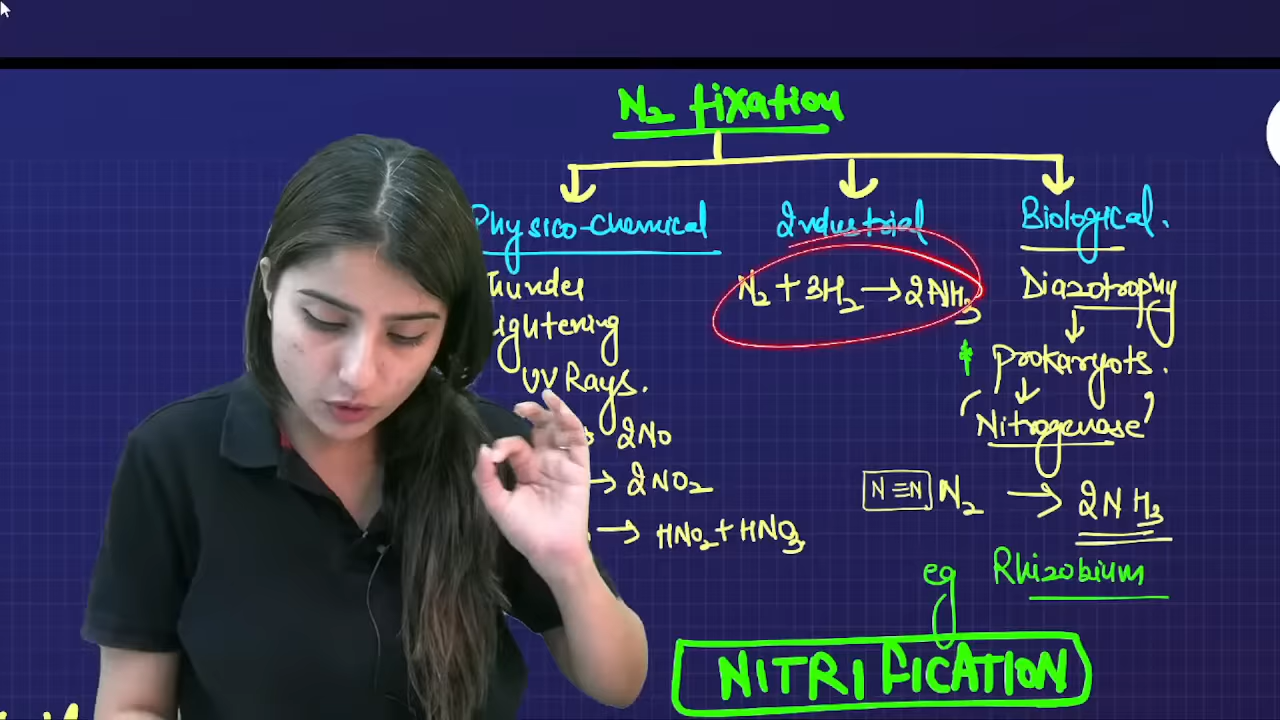 N₂ fixation
Physico-chemical
Thunder
lightening
UV Rays.
2NO
→ 2NO₂
→ HNO₂ + HNO₃
Industrial
N₂ + 3H₂ → 2NH₃
Biological.
Diazotrophy
↓
* Prokaryots.
↓
( Nitrogenase )
N≡N N₂ → 2NH₃
eg Rhizobium
NITRIFICATION